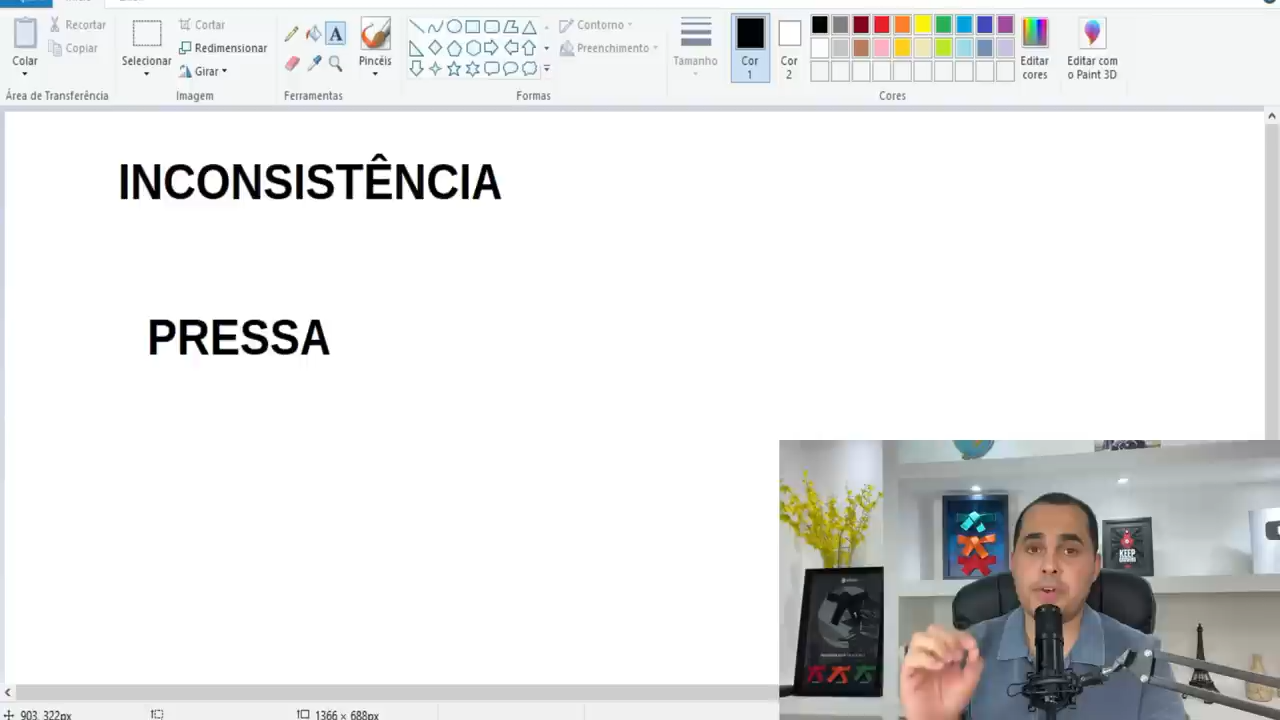 Recortar
Copiar
Colar
Área de Transferência
Selecionar
Cortar
Redimensionar
Girar
Imagem
A
Ferramentas
Pincéis
Formas
Contorno
Preenchimento
Tamanho
Cor
1
Cor
2
Cores
Editar
cores
Editar com
o Paint 3D
INCONSISTÊNCIA
PRESSA
KEEP
903, 322px
1366 × 688px